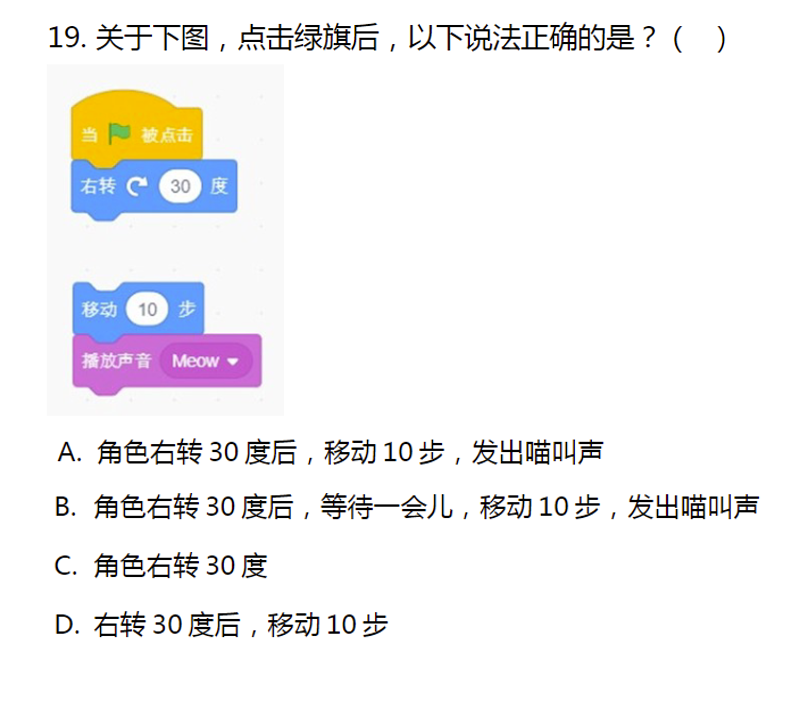 19. 关于下图，点击绿旗后，以下说法正确的是？（　）
当 被点击
右转 30 度
移动 10 步
播放声音 Meow
A. 角色右转 30 度后，移动 10 步，发出喵叫声
B. 角色右转 30 度后，等待一会儿，移动 10 步，发出喵叫声
C. 角色右转 30 度
D. 右转 30 度后，移动 10 步